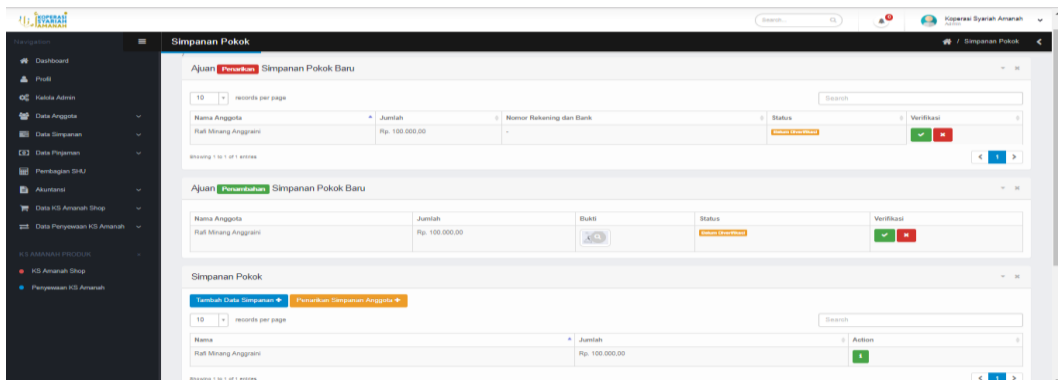 KOPERASI
SYARIAH
AMANAH
Search...
Koperasi Syariah Amanah
Admin
Navigation
Simpanan Pokok
/ Simpanan Pokok
Dashboard
Profil
Kelola Admin
Data Anggota
Data Simpanan
Data Pinjaman
Pembagian SHU
Akuntansi
Data KS Amanah Shop
Data Penyewaan KS Amanah
KS AMANAH PRODUK
KS Amanah Shop
Penyewaan KS Amanah
Ajuan Penarikan Simpanan Pokok Baru
10 records per page
Search
Nama Anggota Jumlah Nomor Rekening dan Bank Status Verifikasi
Rafi Minang Anggraini Rp. 100.000,00 - Belum Diverifikasi
Showing 1 to 1 of 1 entries
1
Ajuan Penambahan Simpanan Pokok Baru
Nama Anggota Jumlah Bukti Status Verifikasi
Rafi Minang Anggraini Rp. 100.000,00 Belum Diverifikasi
Simpanan Pokok
Tambah Data Simpanan Penarikan Simpanan Anggota
10 records per page
Search
Nama Jumlah Action
Rafi Minang Anggraini Rp. 100.000,00
Showing 1 to 1 of 1 entries
1